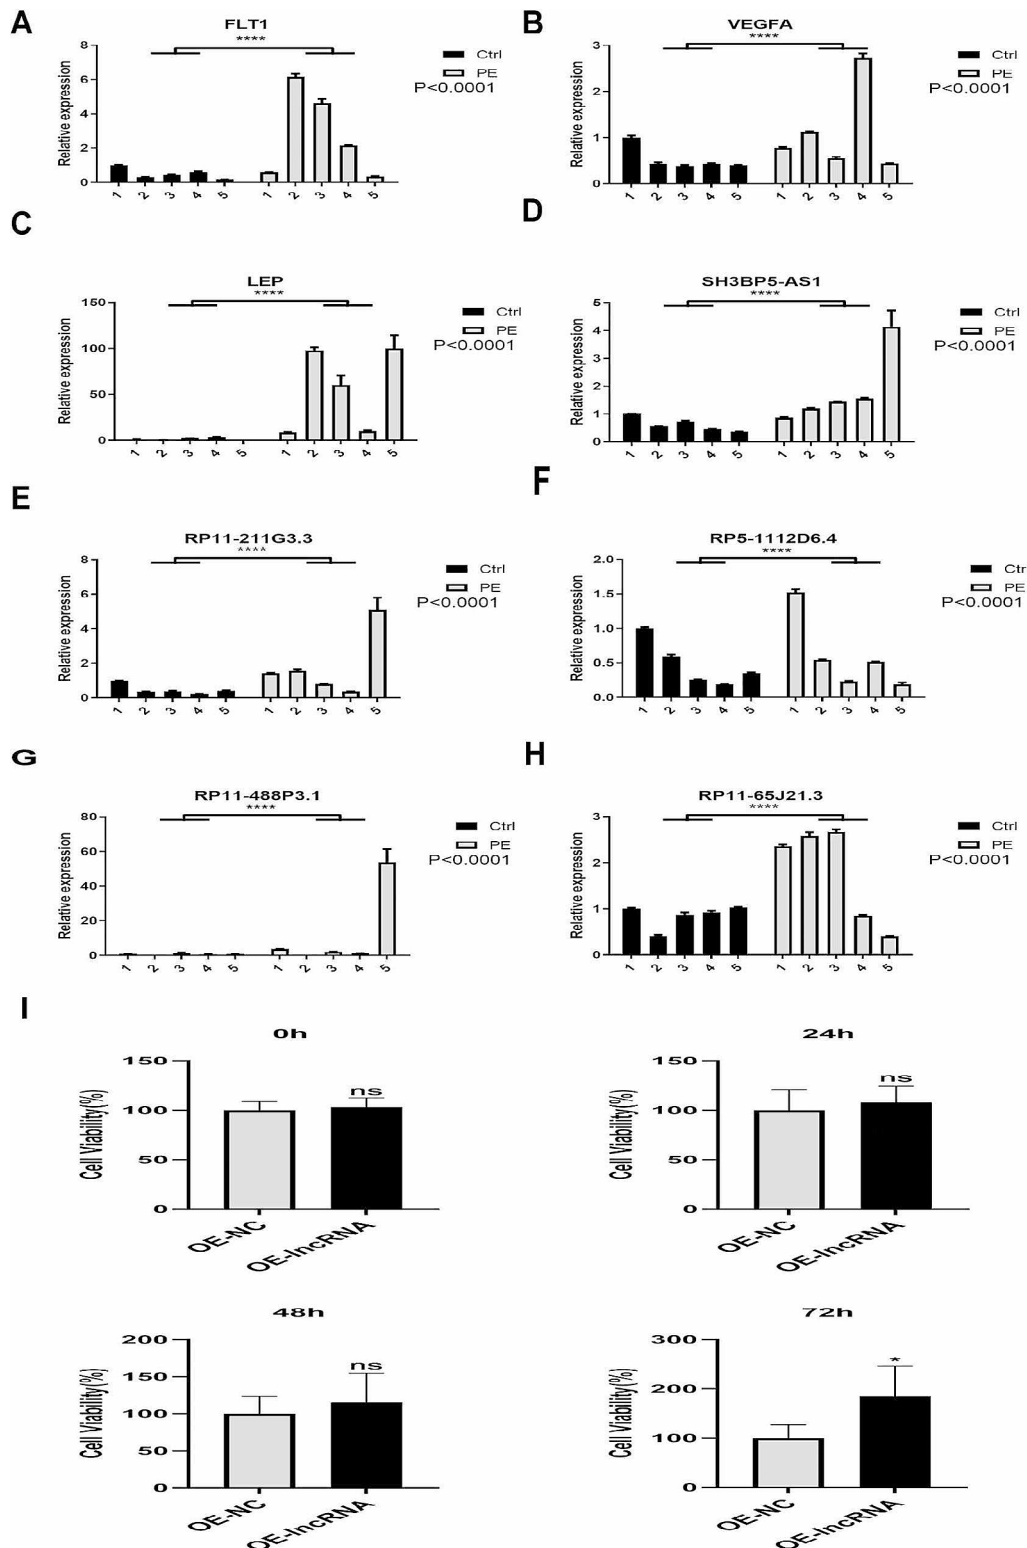 A
FLT1
****
Ctrl
PE
P<0.0001
Relative expression
8
6
4
2
0
1 2 3 4 5 1 2 3 4 5
B
VEGFA
****
Ctrl
PE
P<0.0001
Relative expression
3
2
1
0
1 2 3 4 5 1 2 3 4 5
C
LEP
****
Ctrl
PE
P<0.0001
Relative expression
150
100
50
0
1 2 3 4 5 1 2 3 4 5
D
SH3BP5-AS1
****
Ctrl
PE
P<0.0001
Relative expression
5
4
3
2
1
0
1 2 3 4 5 1 2 3 4 5
E
RP11-211G3.3
****
Ctrl
PE
P<0.0001
Relative expression
8
6
4
2
0
1 2 3 4 5 1 2 3 4 5
F
RP5-1112D6.4
****
Ctr
PE
P<0.0001
Relative expression
2.0
1.5
1.0
0.5
0.0
1 2 3 4 5 1 2 3 4 5
G
RP11-488P3.1
****
Ctrl
PE
P<0.0001
Relative expression
80
60
40
20
0
1 2 3 4 5 1 2 3 4 5
H
RP11-65J21.3
****
Ctrl
PE
P<0.0001
Relative expression
3
2
1
0
1 2 3 4 5 1 2 3 4 5
I
0h
Cell Viability(%)
150
100
50
0
ns
OE-NC
OE-lncRNA
24h
Cell Viability(%)
150
100
50
0
ns
OE-NC
OE-lncRNA
48h
Cell Viability(%)
200
150
100
50
0
ns
OE-NC
OE-lncRNA
72h
Cell Viability(%)
300
200
100
0
*
OE-NC
OE-lncRNA